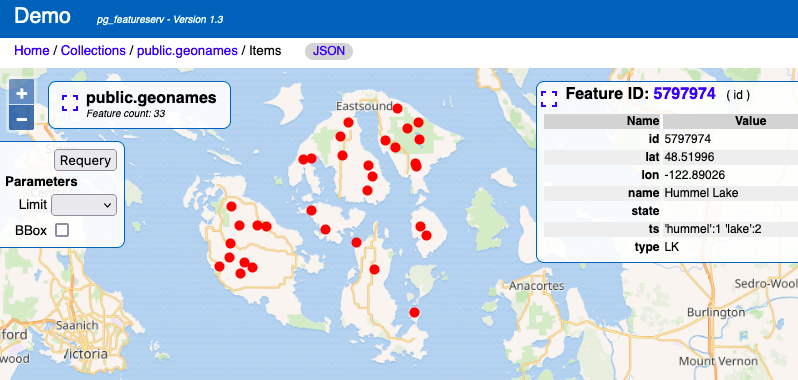 Demo pg_featureserv - Version 1.3
Home / Collections / public.geonames / Items JSON
+
−
public.geonames
Feature count: 33
Requery
Parameters
Limit
BBox
Feature ID: 5797974 ( id )
Name Value
id 5797974
lat 48.51996
lon -122.89026
name Hummel Lake
state
ts 'hummel':1 'lake':2
type LK
Eastsound
Anacortes
Sedro-Wool
Burlington
Mount Vernon
Saanich
Victoria
ford
wood